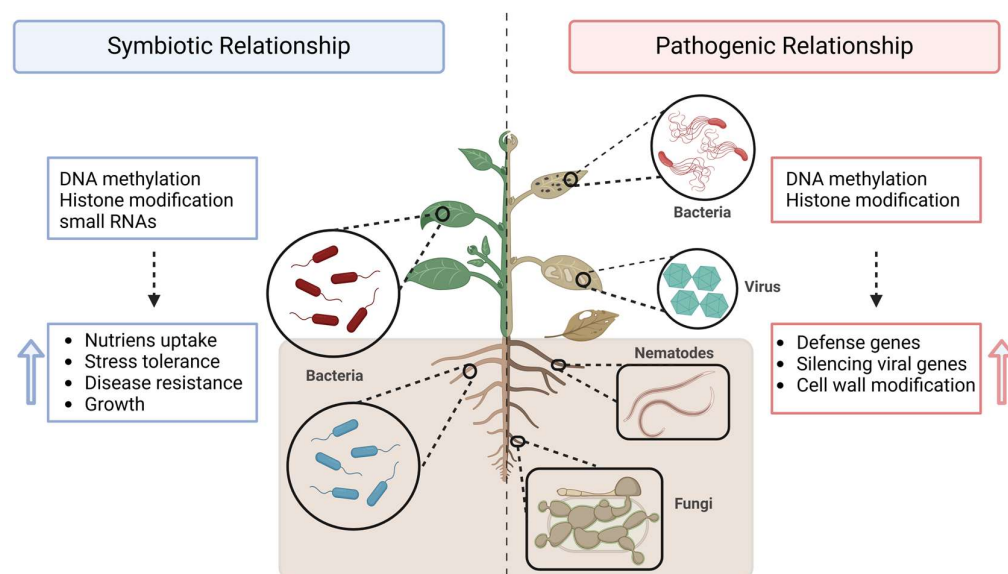 Symbiotic Relationship
Pathogenic Relationship
DNA methylation
Histone modification
small RNAs
DNA methylation
Histone modification
Bacteria
Virus
Nutriens uptake
Stress tolerance
Disease resistance
Growth
Defense genes
Silencing viral genes
Cell wall modification
Nematodes
Bacteria
Fungi